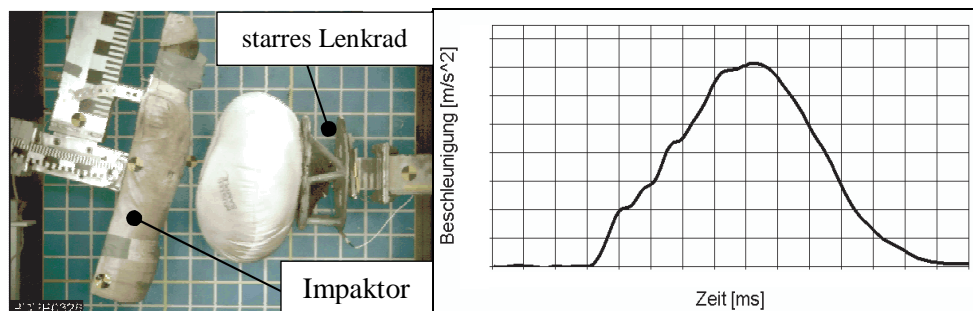 starres Lenkrad
Impaktor
Beschleunigung [m/s^2]
Zeit [ms]